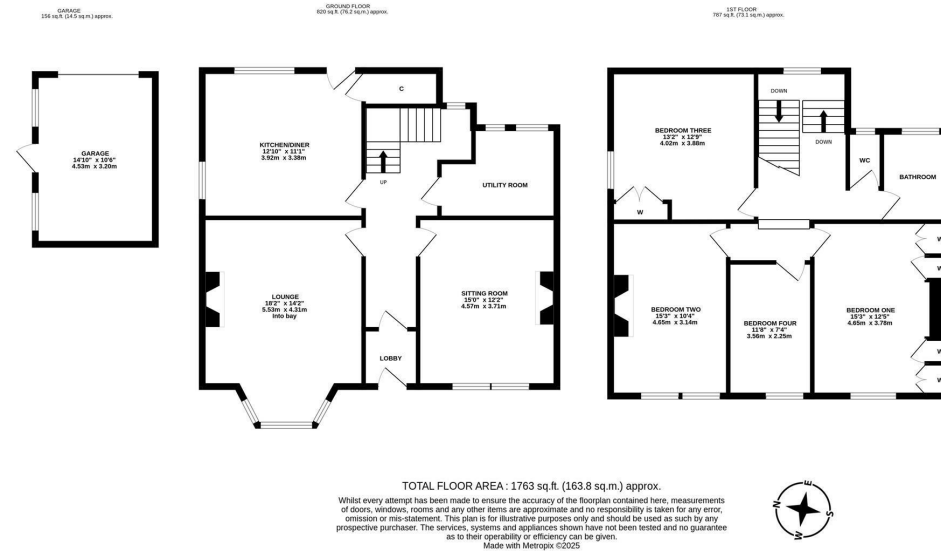 GARAGE
156 sq.ft. (14.5 sq.m.) approx.
GROUND FLOOR
820 sq.ft. (76.2 sq.m.) approx.
1ST FLOOR
787 sq.ft. (73.1 sq.m.) approx.
GARAGE
14'10" x 10'6"
4.53m x 3.20m
C
KITCHEN/DINER
12'10" x 11'1"
3.92m x 3.38m
UP
UTILITY ROOM
LOUNGE
18'2" x 14'2"
5.53m x 4.31m
Into bay
SITTING ROOM
15'0" x 12'2"
4.57m x 3.71m
LOBBY
DOWN
DOWN
BEDROOM THREE
13'2" x 12'9"
4.02m x 3.88m
W
WC
BATHROOM
W
W
BEDROOM TWO
15'3" x 10'4"
4.65m x 3.14m
BEDROOM FOUR
11'8" x 7'4"
3.56m x 2.25m
BEDROOM ONE
15'3" x 12'5"
4.65m x 3.78m
W
W
TOTAL FLOOR AREA : 1763 sq.ft. (163.8 sq.m.) approx.
Whilst every attempt has been made to ensure the accuracy of the floorplan contained here, measurements
of doors, windows, rooms and any other items are approximate and no responsibility is taken for any error,
omission or mis-statement. This plan is for illustrative purposes only and should be used as such by any
prospective purchaser. The services, systems and appliances shown have not been tested and no guarantee
as to their operability or efficiency can be given.
Made with Metropix ©2025
N
E
S
W